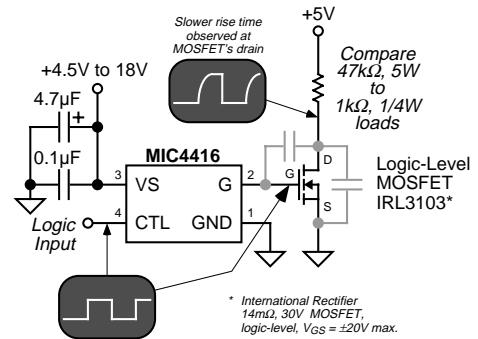 Slower rise time
observed at
MOSFET's drain
+5V
+4.5V to 18V
Compare
47kΩ, 5W
to
1kΩ, 1/4W
loads
4.7µF
+
0.1µF
MIC4416
3
VS
G
2
4
CTL
GND
1
G
D
S
Logic-Level
MOSFET
IRL3103*
Logic
Input
* International Rectifier
14mΩ, 30V MOSFET,
logic-level, VGS = ±20V max.